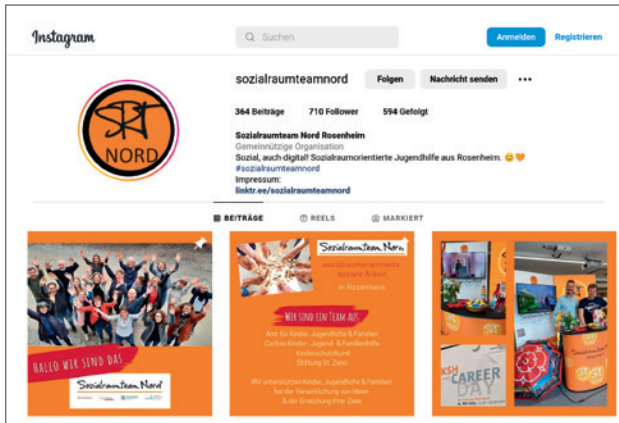 Instagram
Suchen
Anmelden
Registrieren
sozialraumteamnord
Folgen
Nachricht senden
364 Beiträge 710 Follower 594 Gefolgt
Sozialraumteam Nord Rosenheim
Gemeinnützige Organisation
Sozial, auch digital! Sozialraumorientierte Jugendhilfe aus Rosenheim. 😊🧡
#sozialraumteamnord
Impressum:
linktr.ee/sozialraumteamnord
SRT
NORD
BEITRÄGE REELS MARKIERT
HALLO WIR SIND DAS
Sozialraumteam Nord
Sozialraumteam Nord
sozialraumorientierte
soziale Arbeit
in Rosenheim
WIR SIND EIN TEAM AUS:
Amt für Kinder, Jugendliche & Familien
Caritas Kinder-, Jugend- & Familienhilfe
Kinderschutzbund
Stiftung St. Zeno
Wir unterstützen Kinder, Jugendliche & Familien
bei der Verwirklichung von Ideen
& der Erreichung ihrer Ziele
KSH
CAREER
DAY